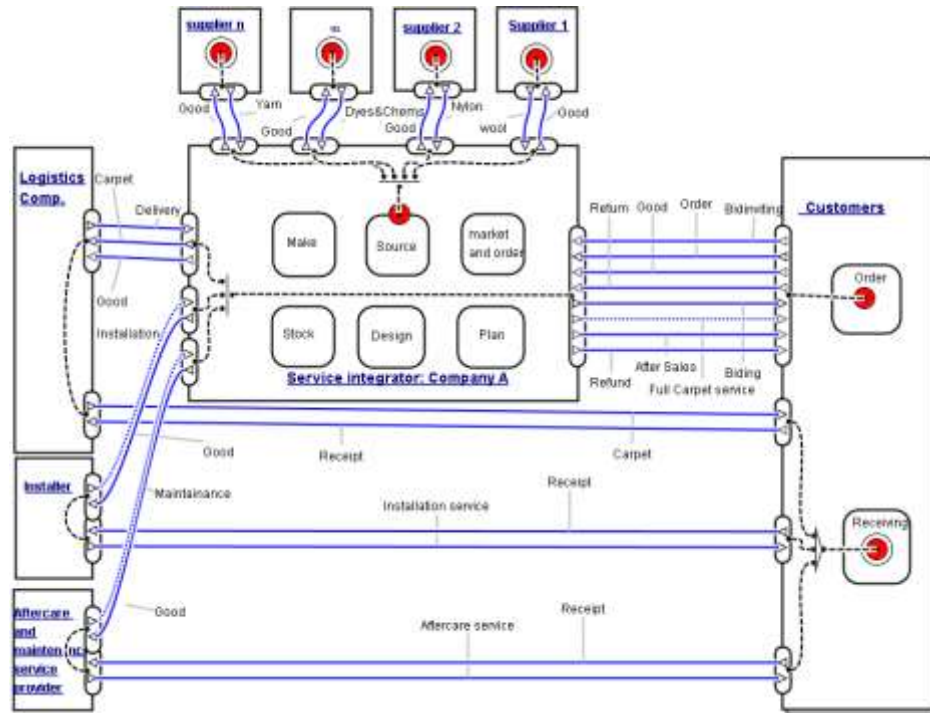 supplier n
m
supplier 2
Supplier 1
Good
Yarn
Good
Dyes&Chems
Good
Nylon
wool
Good
Logistics
Comp.
Carpet
Delivery
Good
Installation
Make
Source
market
and order
Stock
Design
Plan
Service integrator: Company A
Return
Good
Order
Bidimiting
Customers
Order
Refund
After Sales
Full Carpet service
Biding
Good
Receipt
Carpet
Installer
Maintainance
Installation service
Receipt
Receiving
Good
Aftercare
and
maintenanc
service
provider
Aftercare service
Receipt